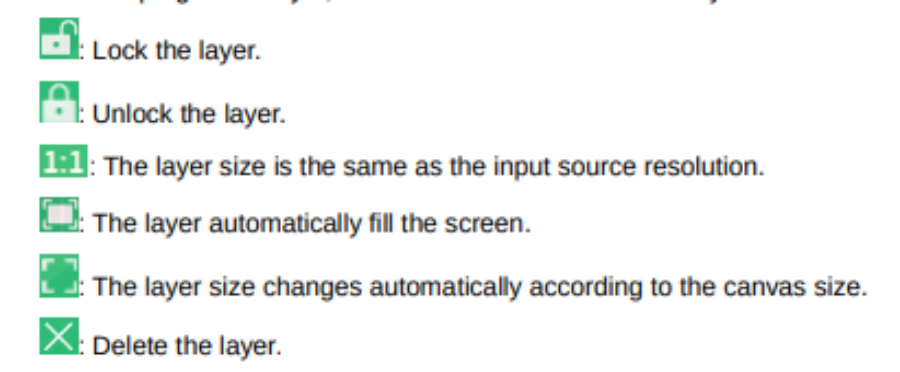 : Lock the layer.
: Unlock the layer.
1:1: The layer size is the same as the input source resolution.
: The layer automatically fill the screen.
: The layer size changes automatically according to the canvas size.
: Delete the layer.